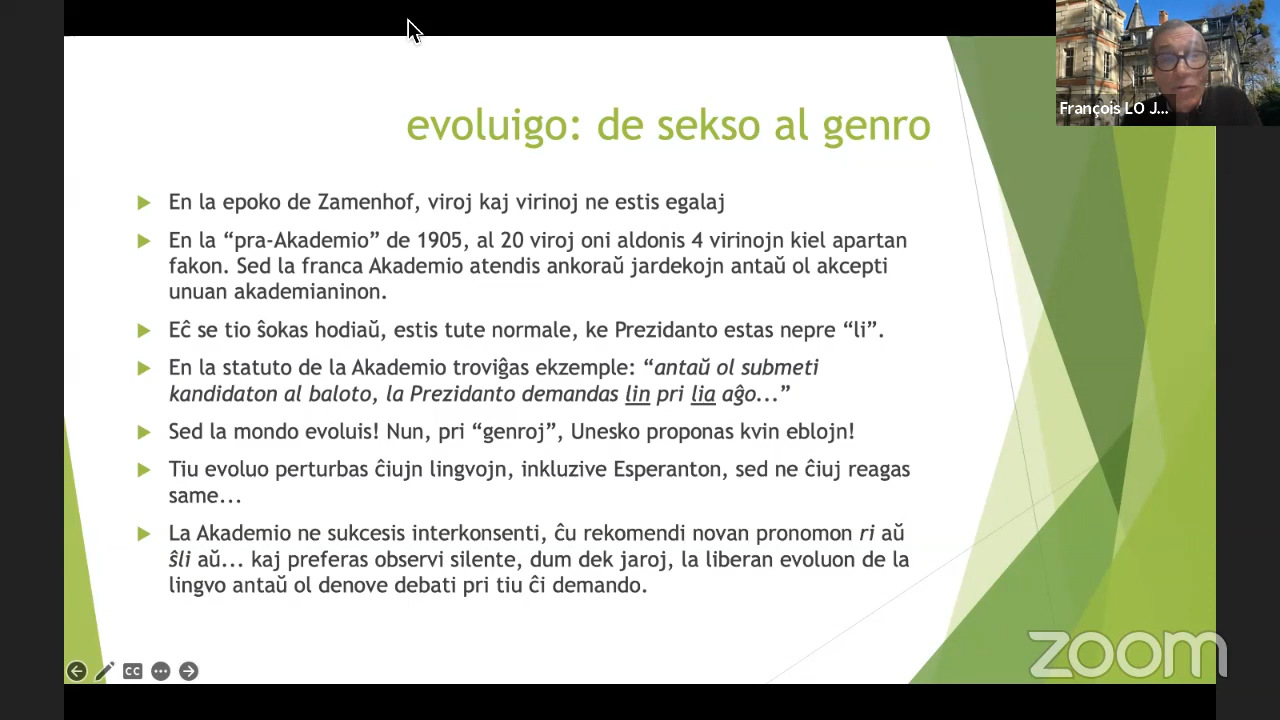 evoluigo: de sekso al genro
En la epoko de Zamenhof, viroj kaj virinoj ne estis egalaj
En la “pra-Akademio” de 1905, al 20 viroj oni aldonis 4 virinojn kiel apartan
fakon. Sed la franca Akademio atendis ankoraŭ jardekojn antaŭ ol akcepti
unuan akademianinon.
Eĉ se tio ŝokas hodiaŭ, estis tute normale, ke Prezidanto estas nepre “li”.
En la statuto de la Akademio troviĝas ekzemple: “antaŭ ol submeti
kandidaton al baloto, la Prezidanto demandas lin pri lia aĝo...”
Sed la mondo evoluis! Nun, pri “genroj”, Unesko proponas kvin eblojn!
Tiu evoluo perturbas ĉiujn lingvojn, inkluzive Esperanton, sed ne ĉiuj reagas
same...
La Akademio ne sukcesis interkonsenti, ĉu rekomendi novan pronomon ri aŭ
ŝli aŭ... kaj preferas observi silente, dum dek jaroj, la liberan evoluon de la
lingvo antaŭ ol denove debati pri tiu ĉi demando.
François LO J...
CC
zoom